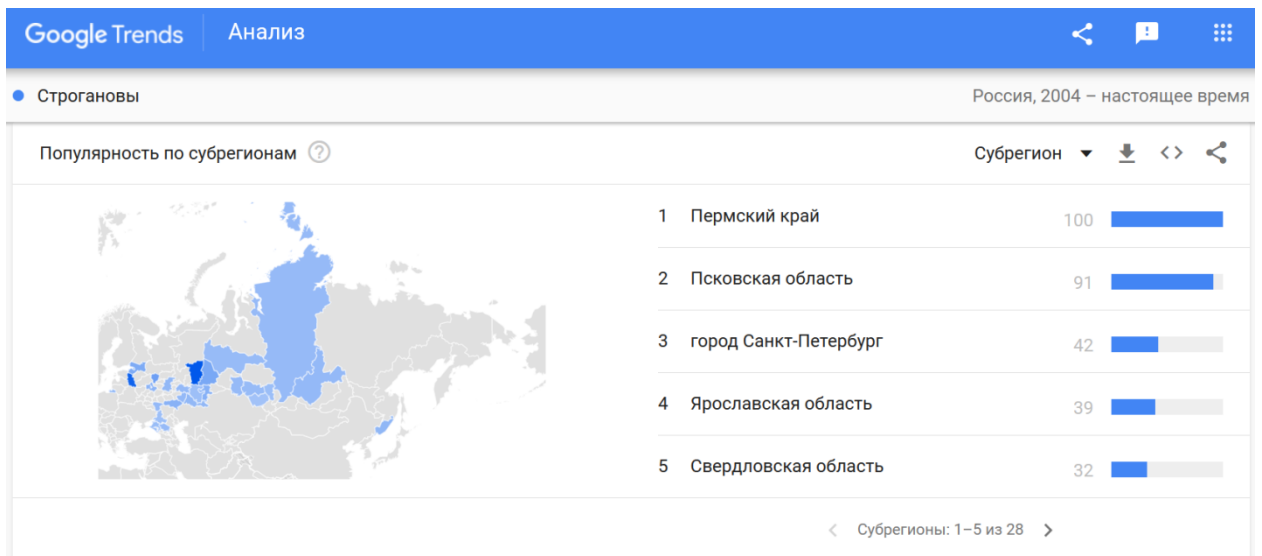 Google Trends Анализ
Строгановы Россия, 2004 – настоящее время
Популярность по субрегионам ? Субрегион
1 Пермский край 100
2 Псковская область 91
3 город Санкт-Петербург 42
4 Ярославская область 39
5 Свердловская область 32
Субрегионы: 1–5 из 28